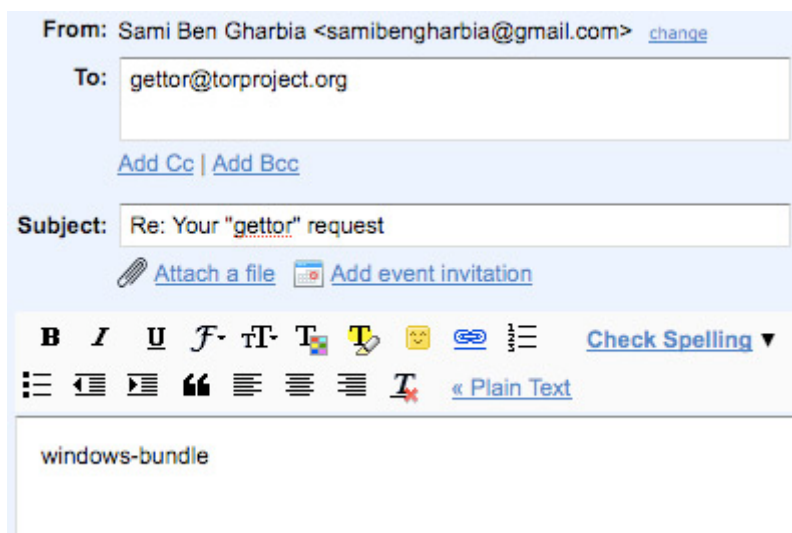 From: Sami Ben Gharbia <samibengharbia@gmail.com> change
To: gettor@torproject.org
Add Cc | Add Bcc
Subject: Re: Your "gettor" request
Attach a file Add event invitation
B I U F T T T Check Spelling ▼
T « Plain Text
windows-bundle